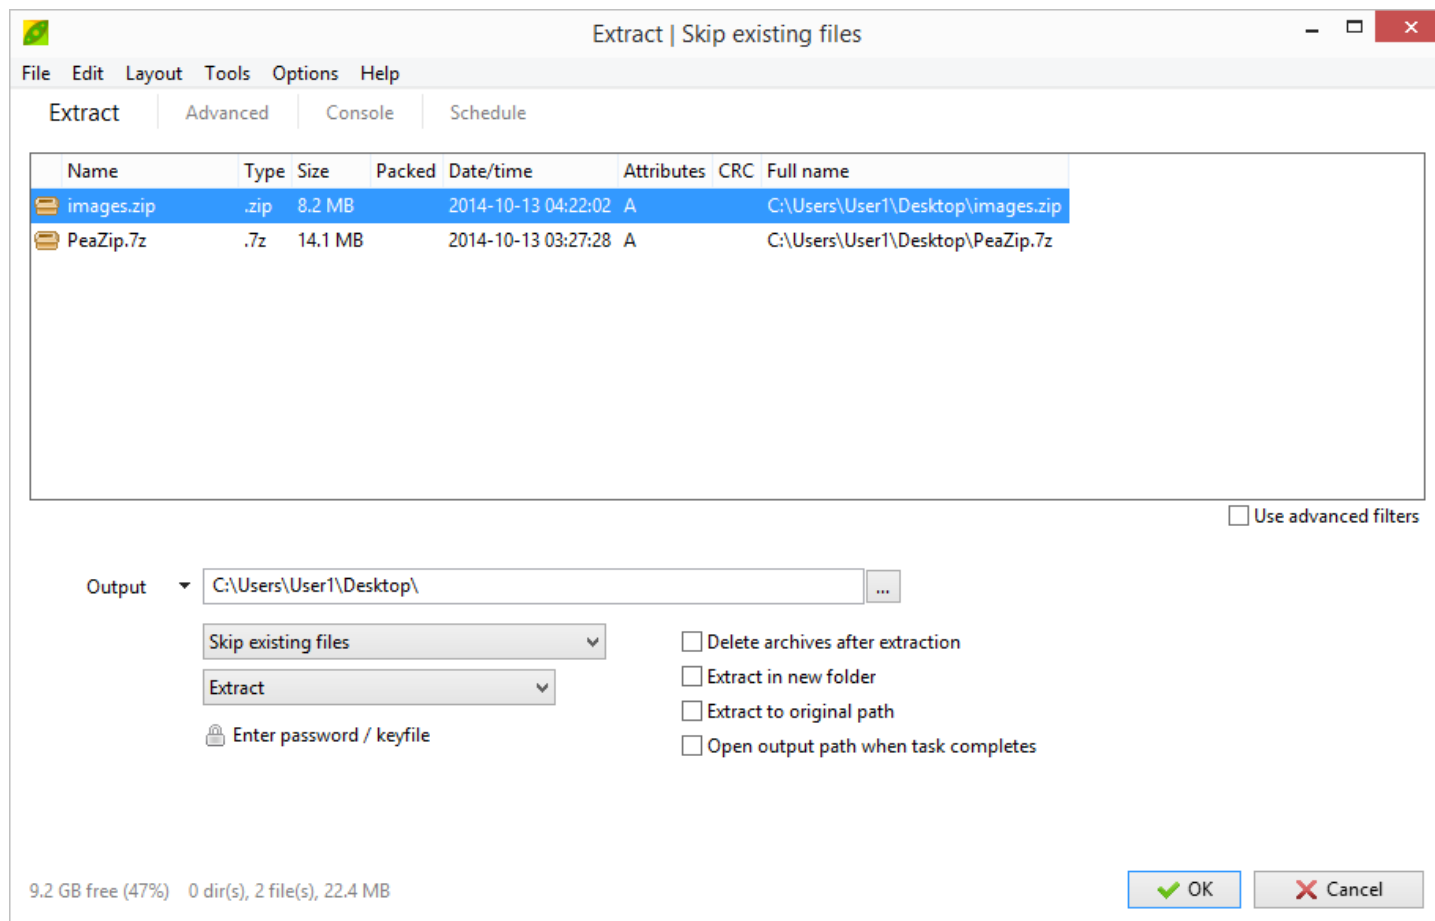 Extract | Skip existing files
File Edit Layout Tools Options Help
Extract Advanced Console Schedule
Name Type Size Packed Date/time Attributes CRC Full name
images.zip .zip 8.2 MB 2014-10-13 04:22:02 A C:\Users\User1\Desktop\images.zip
PeaZip.7z .7z 14.1 MB 2014-10-13 03:27:28 A C:\Users\User1\Desktop\PeaZip.7z
Use advanced filters
Output C:\Users\User1\Desktop\ ...
Skip existing files
Delete archives after extraction
Extract
Extract in new folder
Extract to original path
Enter password / keyfile
Open output path when task completes
9.2 GB free (47%) 0 dir(s), 2 file(s), 22.4 MB
OK Cancel